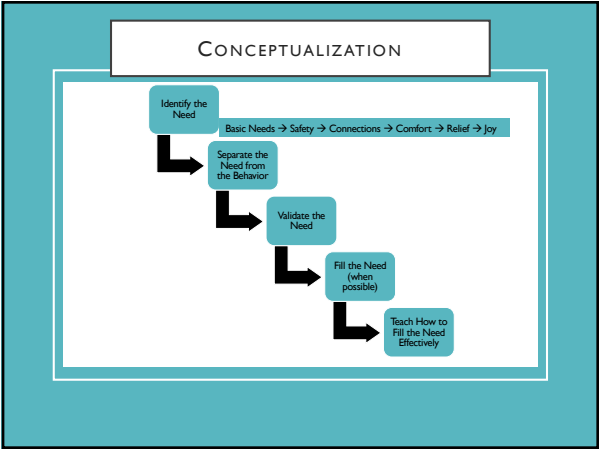 CONCEPTUALIZATION
Identify the
Need
Basic Needs → Safety → Connections → Comfort → Relief → Joy
Separate the
Need from
the Behavior
Validate the
Need
Fill the Need
(when
possible)
Teach How to
Fill the Need
Effectively